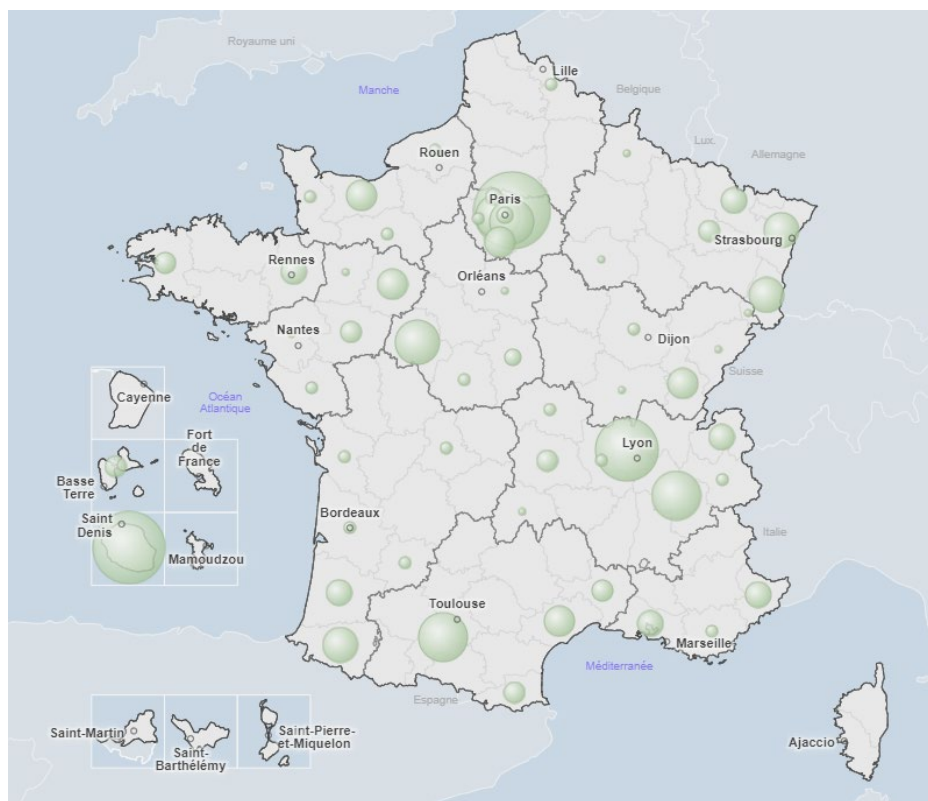 Royaume uni
Lille
Manche
Belgique
Lux.
Allemagne
Rouen
Paris
Strasbourg
Rennes
Orléans
Nantes
Dijon
Suisse
Cayenne
Océan
Atlantique
Fort
de
France
Lyon
Basse
Terre
Saint
Denis
Bordeaux
Mamoudzou
Italie
Toulouse
Marseille
Méditerranée
Espagne
Saint-Martin
Saint-
Barthélémy
Saint-Pierre-
et-Miquelon
Ajaccio